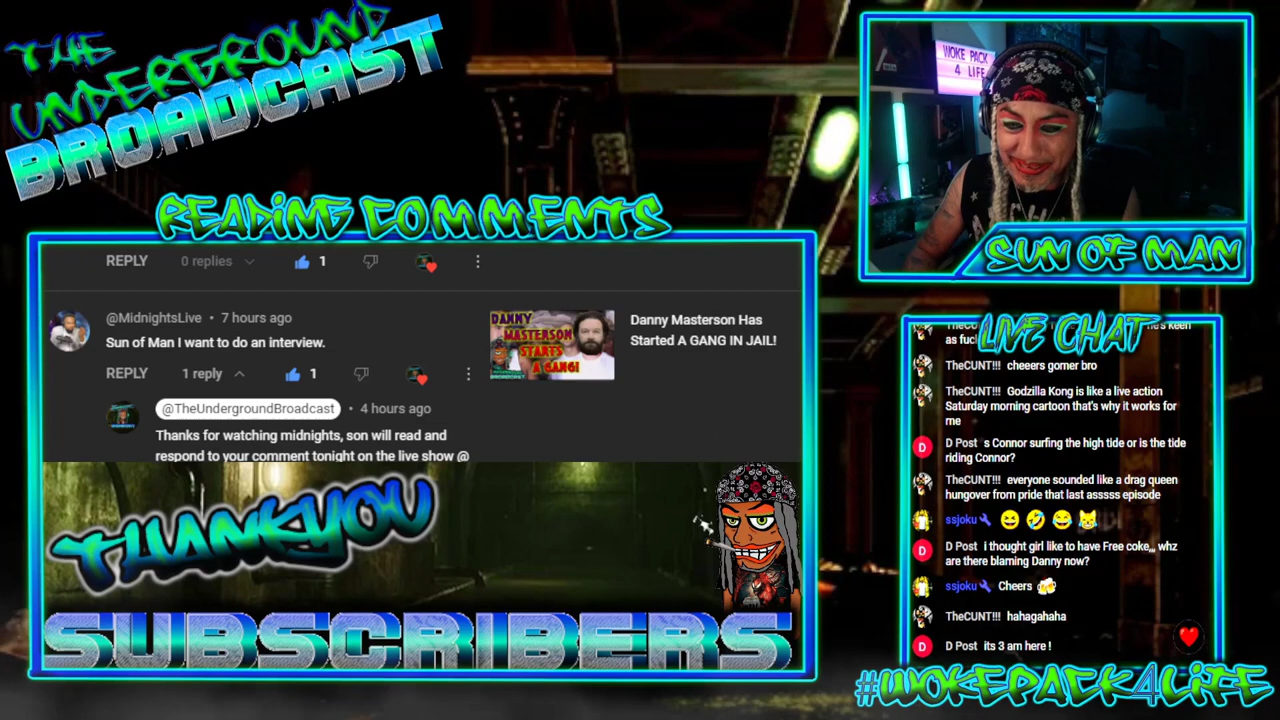 THE
UNDERGROUND
BROADCAST
WOKE PACK
4 LIFE
SUN OF MAN
READING COMMENTS
REPLY 0 replies 1
@MidnightsLive • 7 hours ago
Sun of Man I want to do an interview.
REPLY 1 reply 1
DANNY
MASTERSON
STARTS
A GANG!
Danny Masterson Has
Started A GANG IN JAIL!
@TheUndergroundBroadcast • 4 hours ago
Thanks for watching midnights, son will read and
respond to your comment tonight on the live show @
THANKYOU
SUBSCRIBERS
LIVE CHAT
he's keen
as fuc
TheCUNT!!! cheeers gomer bro
TheCUNT!!! Godzilla Kong is like a live action
Saturday morning cartoon that's why it works for
me
D Post s Connor surfing the high tide or is the tide
riding Connor?
TheCUNT!!! everyone sounded like a drag queen
hungover from pride that last asssss episode
ssjoku 😆 🤣 😂 😹
D Post i thought girl like to have Free coke,,, whz
are there blaming Danny now?
ssjoku Cheers 🍻
TheCUNT!!! hahagahaha
D Post its 3 am here !
#WOKEPACK4LIFE